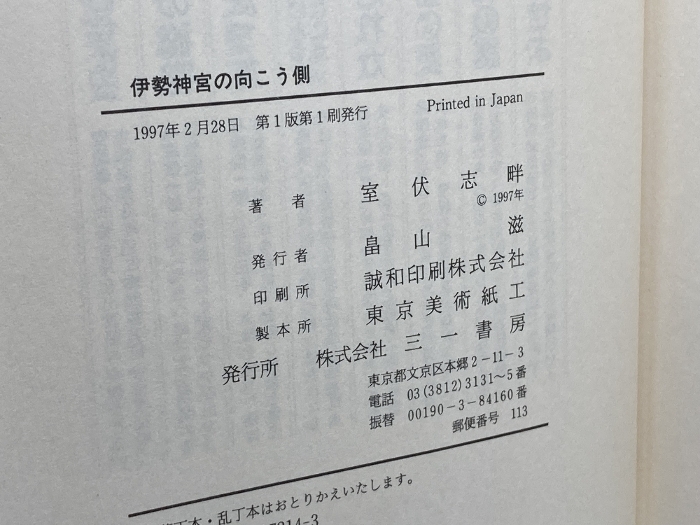 伊勢神宮の向こう側
1997年2月28日 第1版第1刷発行 Printed in Japan
著者 室伏志畔
© 1997年
発行者 畠山滋
印刷所 誠和印刷株式会社
製本所 東京美術紙工
発行所 株式会社 三一書房
東京都文京区本郷2-11-3
電話 03(3812)3131～5番
振替 00190-3-84160番
郵便番号 113
丁本・乱丁本はおとりかえいたします。
7214-3